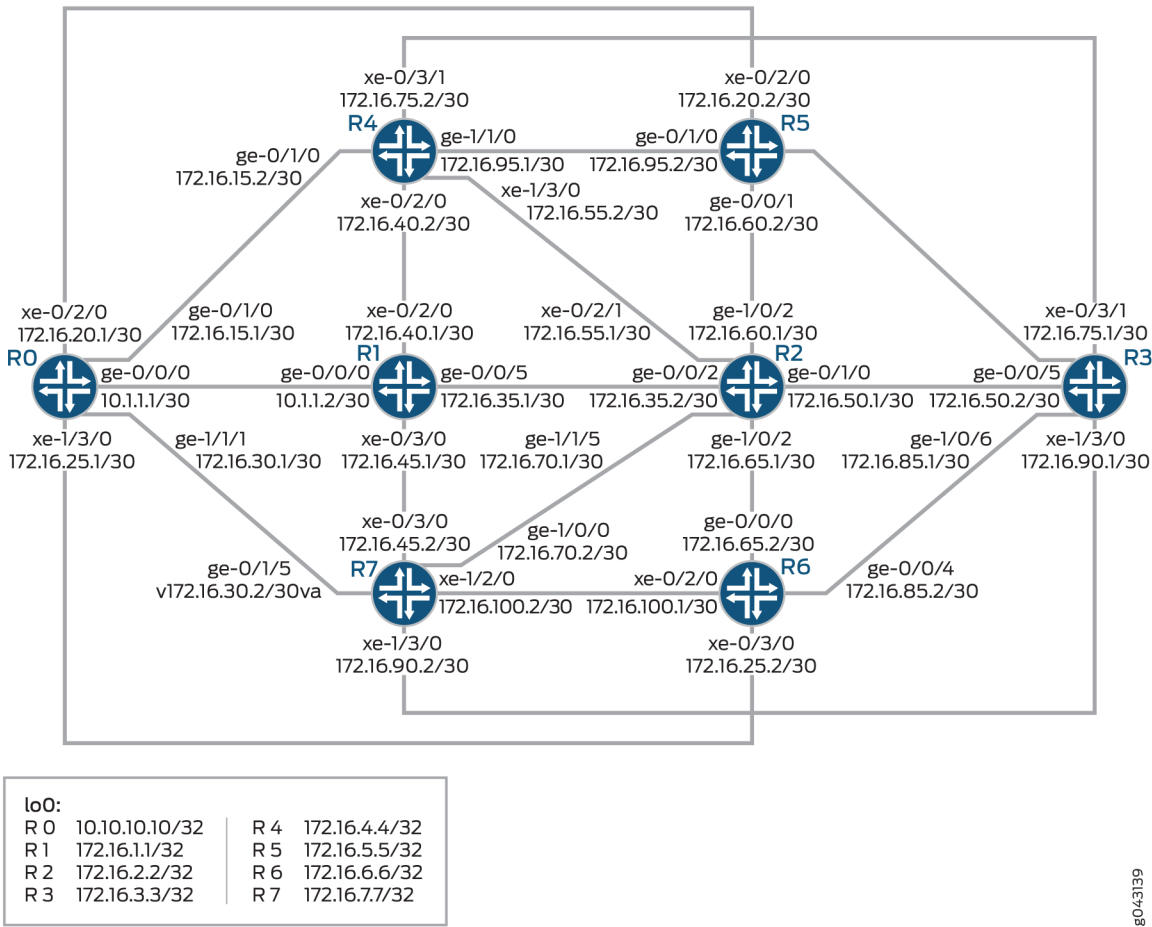 xe-0/3/1
172.16.75.2/30
R4
xe-0/2/0
172.16.20.2/30
R5
ge-1/1/0
172.16.95.1/30
ge-0/1/0
172.16.95.2/30
ge-0/1/0
172.16.15.2/30
xe-1/3/0
172.16.55.2/30
xe-0/2/0
172.16.40.2/30
ge-0/0/1
172.16.60.2/30
xe-0/2/0
172.16.20.1/30
R0
ge-0/1/0
172.16.15.1/30
xe-0/2/0
172.16.40.1/30
R1
xe-0/2/1
172.16.55.1/30
ge-1/0/2
172.16.60.1/30
R2
xe-0/3/1
172.16.75.1/30
R3
ge-0/0/0
10.1.1.1/30
ge-0/0/0
10.1.1.2/30
ge-0/0/5
172.16.35.1/30
ge-0/0/2
172.16.35.2/30
ge-0/1/0
172.16.50.1/30
ge-0/0/5
172.16.50.2/30
xe-1/3/0
172.16.25.1/30
ge-1/1/1
172.16.30.1/30
xe-0/3/0
172.16.45.1/30
ge-1/1/5
172.16.70.1/30
ge-1/0/2
172.16.65.1/30
ge-1/0/6
172.16.85.1/30
xe-1/3/0
172.16.90.1/30
xe-0/3/0
172.16.45.2/30
R7
ge-1/0/0
172.16.70.2/30
ge-0/0/0
172.16.65.2/30
R6
ge-0/1/5
v172.16.30.2/30va
xe-1/2/0
172.16.100.2/30
xe-0/2/0
172.16.100.1/30
ge-0/0/4
172.16.85.2/30
xe-1/3/0
172.16.90.2/30
xe-0/3/0
172.16.25.2/30
lo0:
R 0 10.10.10.10/32 R 4 172.16.4.4/32
R 1 172.16.1.1/32 R 5 172.16.5.5/32
R 2 172.16.2.2/32 R 6 172.16.6.6/32
R 3 172.16.3.3/32 R 7 172.16.7.7/32
g043139